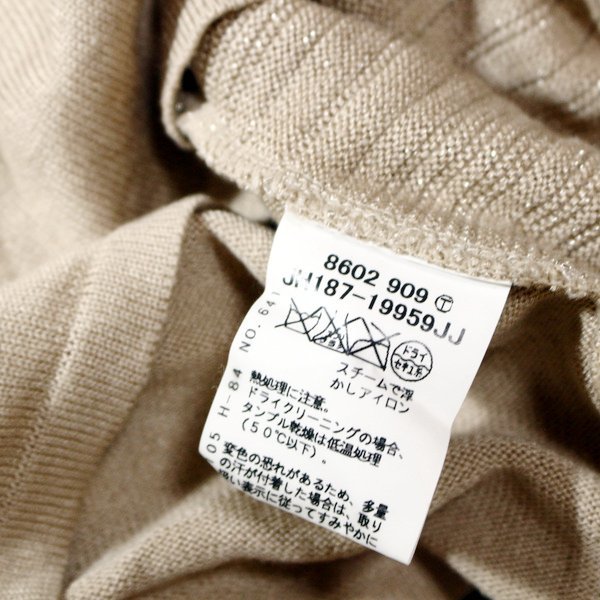 8602 909 Ⓣ
JH187-19959JJ
ドライ
セキユ系
スチームで浮
かしアイロン
熱処理に注意。
ドライクリーニングの場合、
タンブル乾燥は低温処理
(50℃以下)。
変色の恐れがあるため、多量
の汗が付着した場合は、取り
扱い表示に従ってすみやかに
05 H-84 NO.641